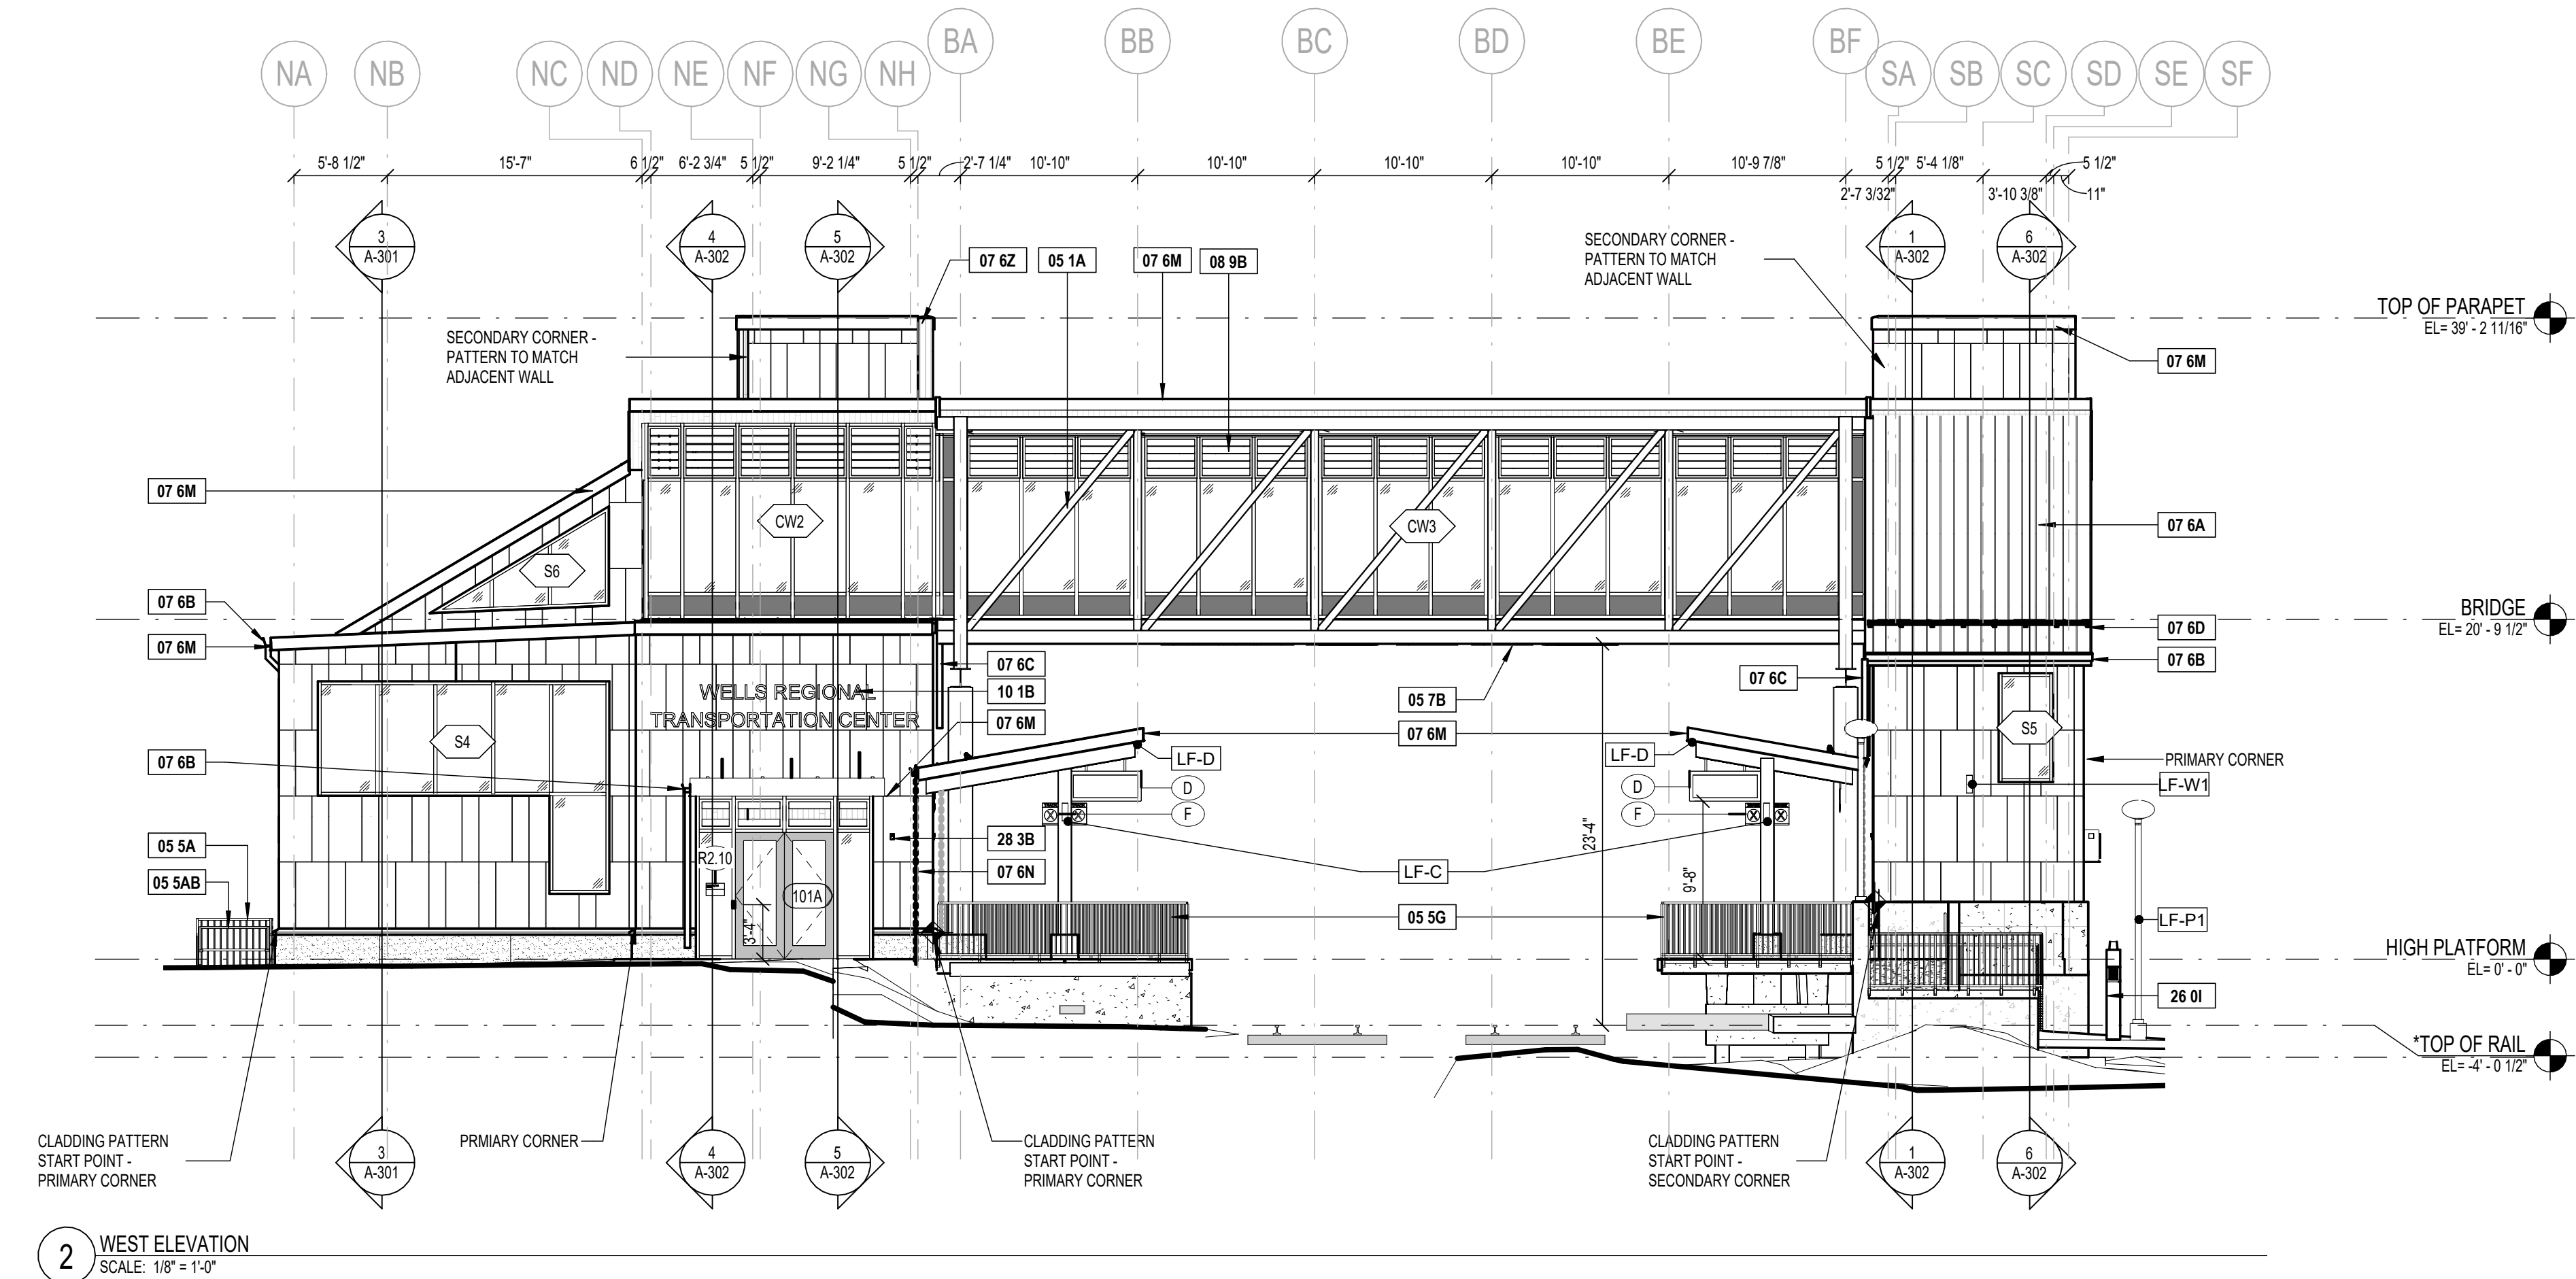 NA NB NC ND NE NF NG NH BA BB BC BD BE BF SA SB SC SD SE SF
5'-8 1/2" 15'-7" 6 1/2" 6'-2 3/4" 5 1/2" 9'-2 1/4" 5 1/2" 2'-7 1/4" 10'-10" 10'-10" 10'-10" 10'-10" 10'-9 7/8" 5 1/2" 5'-4 1/8" 5 1/2"
2'-7 3/32" 3'-10 3/8" 11"
3
A-301
4
A-302
5
A-302
1
A-302
6
A-302
07 6Z
05 1A
07 6M
08 9B
SECONDARY CORNER -
PATTERN TO MATCH
ADJACENT WALL
SECONDARY CORNER -
PATTERN TO MATCH
ADJACENT WALL
TOP OF PARAPET
EL= 39' - 2 11/16"
07 6M
07 6M
CW2
CW3
07 6A
S6
07 6B
07 6M
BRIDGE
EL= 20' - 9 1/2"
07 6D
07 6B
07 6C
10 1B
07 6M
WELLS REGIONAL
TRANSPORTATION CENTER
05 7B
07 6M
07 6C
S4
S5
07 6B
LF-D
LF-D
D
F
D
F
PRIMARY CORNER
LF-W1
05 5A
05 5AB
R2.10
101A
3'-4"
28 3B
07 6N
LF-C
05 5G
23'-4"
9'-8"
LF-P1
26 0I
HIGH PLATFORM
EL= 0' - 0"
*TOP OF RAIL
EL= -4' - 0 1/2"
CLADDING PATTERN
START POINT -
PRIMARY CORNER
PRMIARY CORNER
CLADDING PATTERN
START POINT -
PRIMARY CORNER
CLADDING PATTERN
START POINT -
SECONDARY CORNER
3
A-301
4
A-302
5
A-302
1
A-302
6
A-302
2
WEST ELEVATION
SCALE: 1/8" = 1'-0"